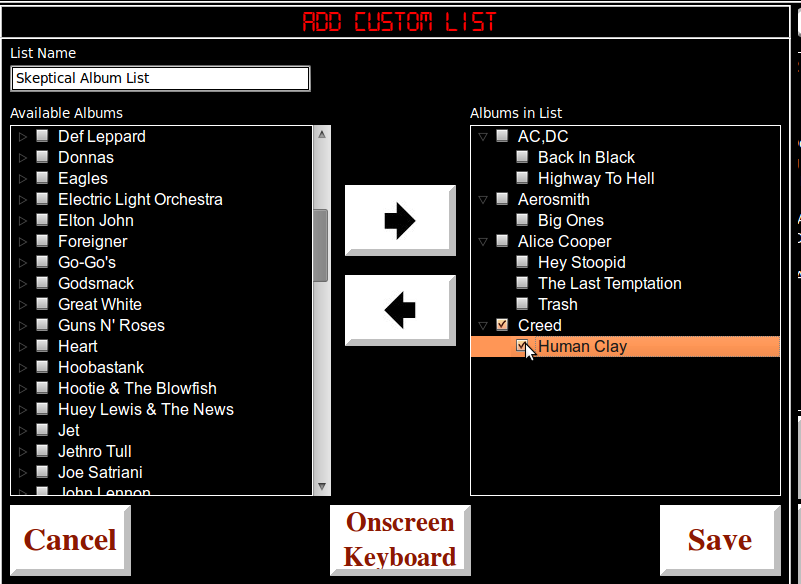 ADD CUSTOM LIST
List Name
Skeptical Album List
Available Albums
Def Leppard
Donnas
Eagles
Electric Light Orchestra
Elton John
Foreigner
Go-Go's
Godsmack
Great White
Guns N' Roses
Heart
Hoobastank
Hootie & The Blowfish
Huey Lewis & The News
Jet
Jethro Tull
Joe Satriani
John Lennon
Albums in List
AC,DC
Back In Black
Highway To Hell
Aerosmith
Big Ones
Alice Cooper
Hey Stoopid
The Last Temptation
Trash
Creed
Human Clay
Cancel
Onscreen
Keyboard
Save